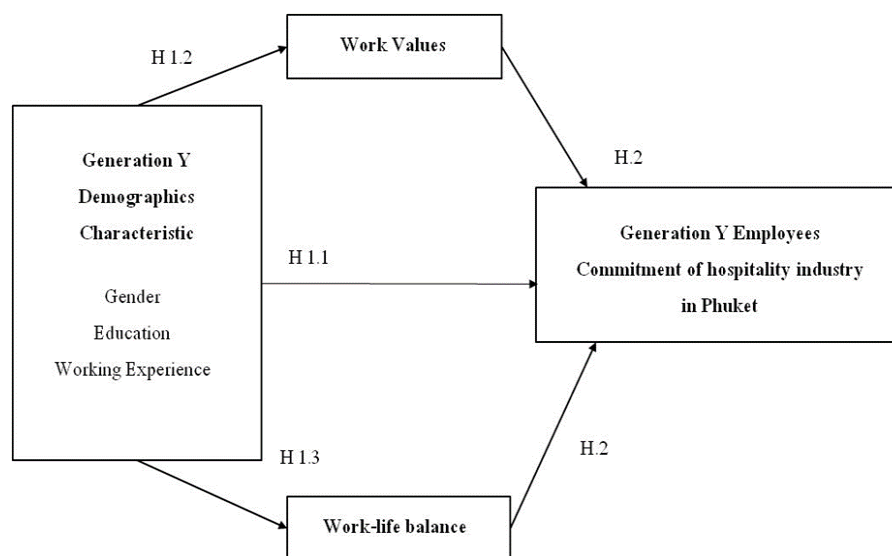 Work Values
H 1.2
Generation Y
Demographics
Characteristic
Gender
Education
Working Experience
H.2
H 1.1
Generation Y Employees
Commitment of hospitality industry
in Phuket
H 1.3
H.2
Work-life balance